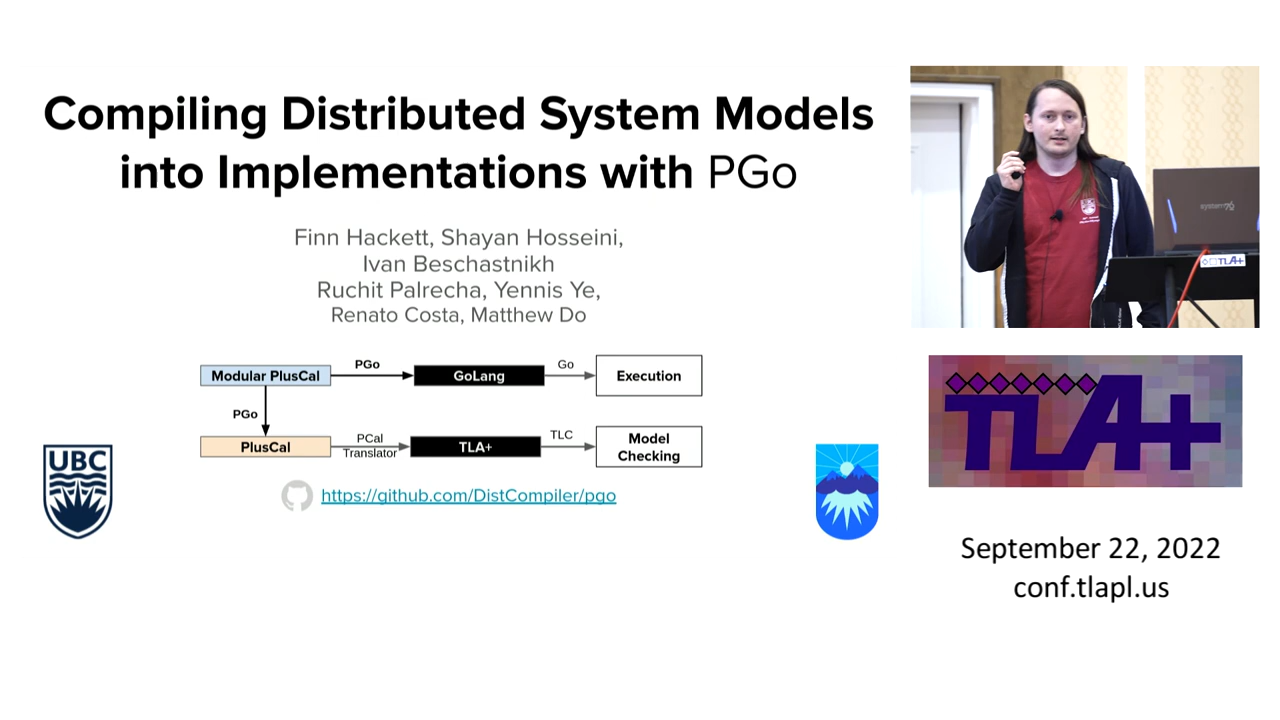 Compiling Distributed System Models
into Implementations with PGo
Finn Hackett, Shayan Hosseini,
Ivan Beschastnikh
Ruchit Palrecha, Yennis Ye,
Renato Costa, Matthew Do
Modular PlusCal
PGo
GoLang
Go
Execution
PGo
PlusCal
PCal
Translator
TLA+
TLC
Model
Checking
https://github.com/DistCompiler/pgo
UBC
system76
TLA+
TLA+
September 22, 2022
conf.tlapl.us